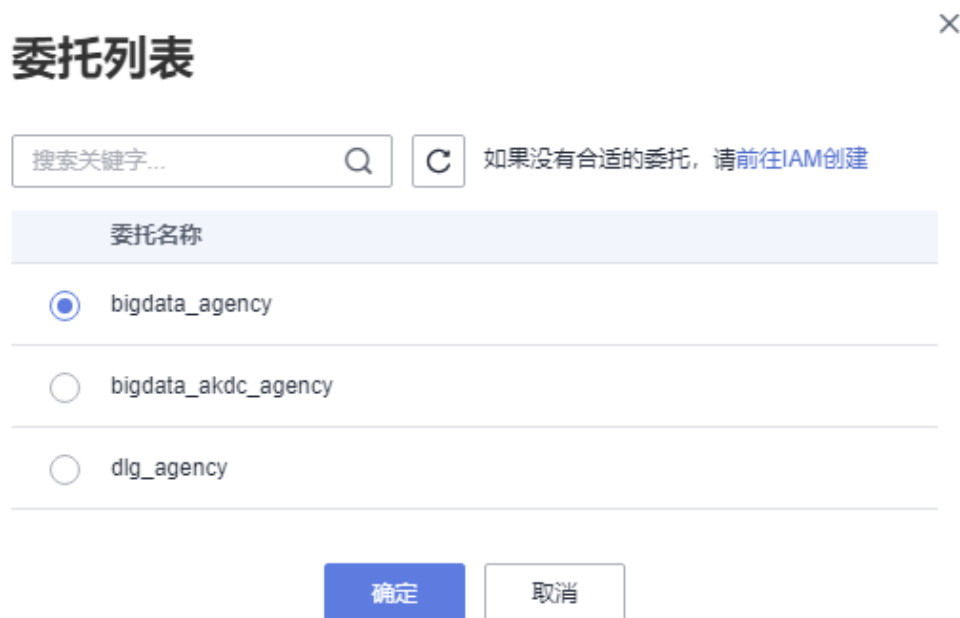 委托列表
搜索关键字...
如果没有合适的委托，请前往IAM创建
委托名称
bigdata_agency
bigdata_akdc_agency
dlg_agency
确定 取消